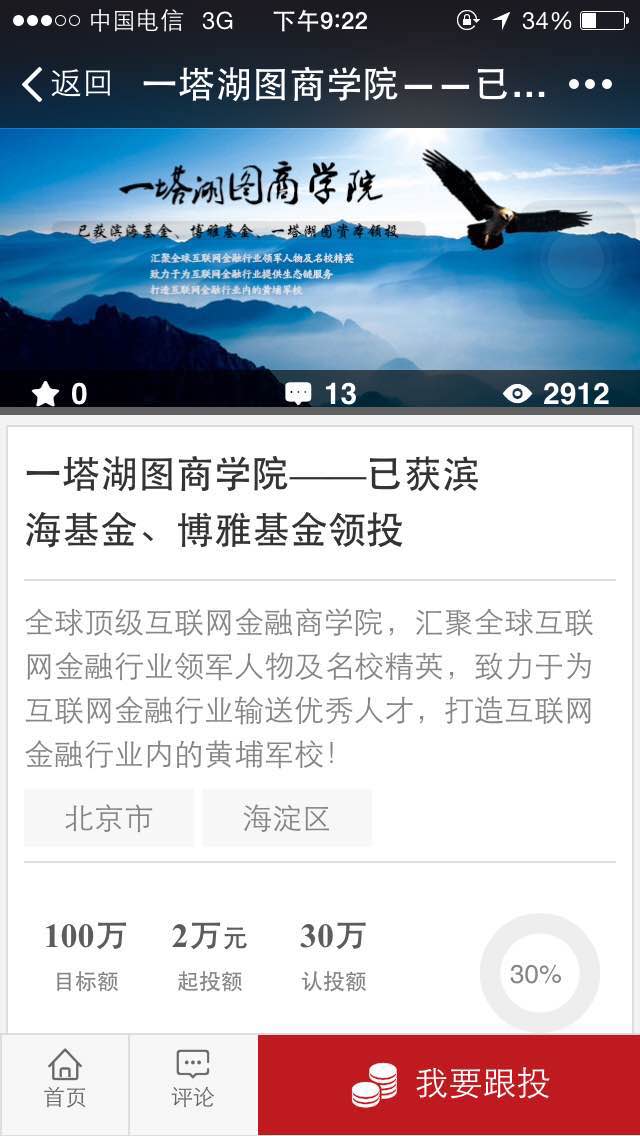 中国电信 3G 下午9:22 34%
返回 一塔湖图商学院——已... •••
一塔湖图商学院
已获滨海基金、博雅基金、一塔湖图资本领投
汇聚全球互联网金融行业领军人物及名校精英
致力于为互联网金融行业提供生态链服务
打造互联网金融行业内的黄埔军校
0 13 2912
一塔湖图商学院——已获滨
海基金、博雅基金领投
全球顶级互联网金融商学院，汇聚全球互联
网金融行业领军人物及名校精英，致力于为
互联网金融行业输送优秀人才，打造互联网
金融行业内的黄埔军校！
北京市 海淀区
100万 2万元 30万
目标额 起投额 认投额
30%
首页 评论 我要跟投